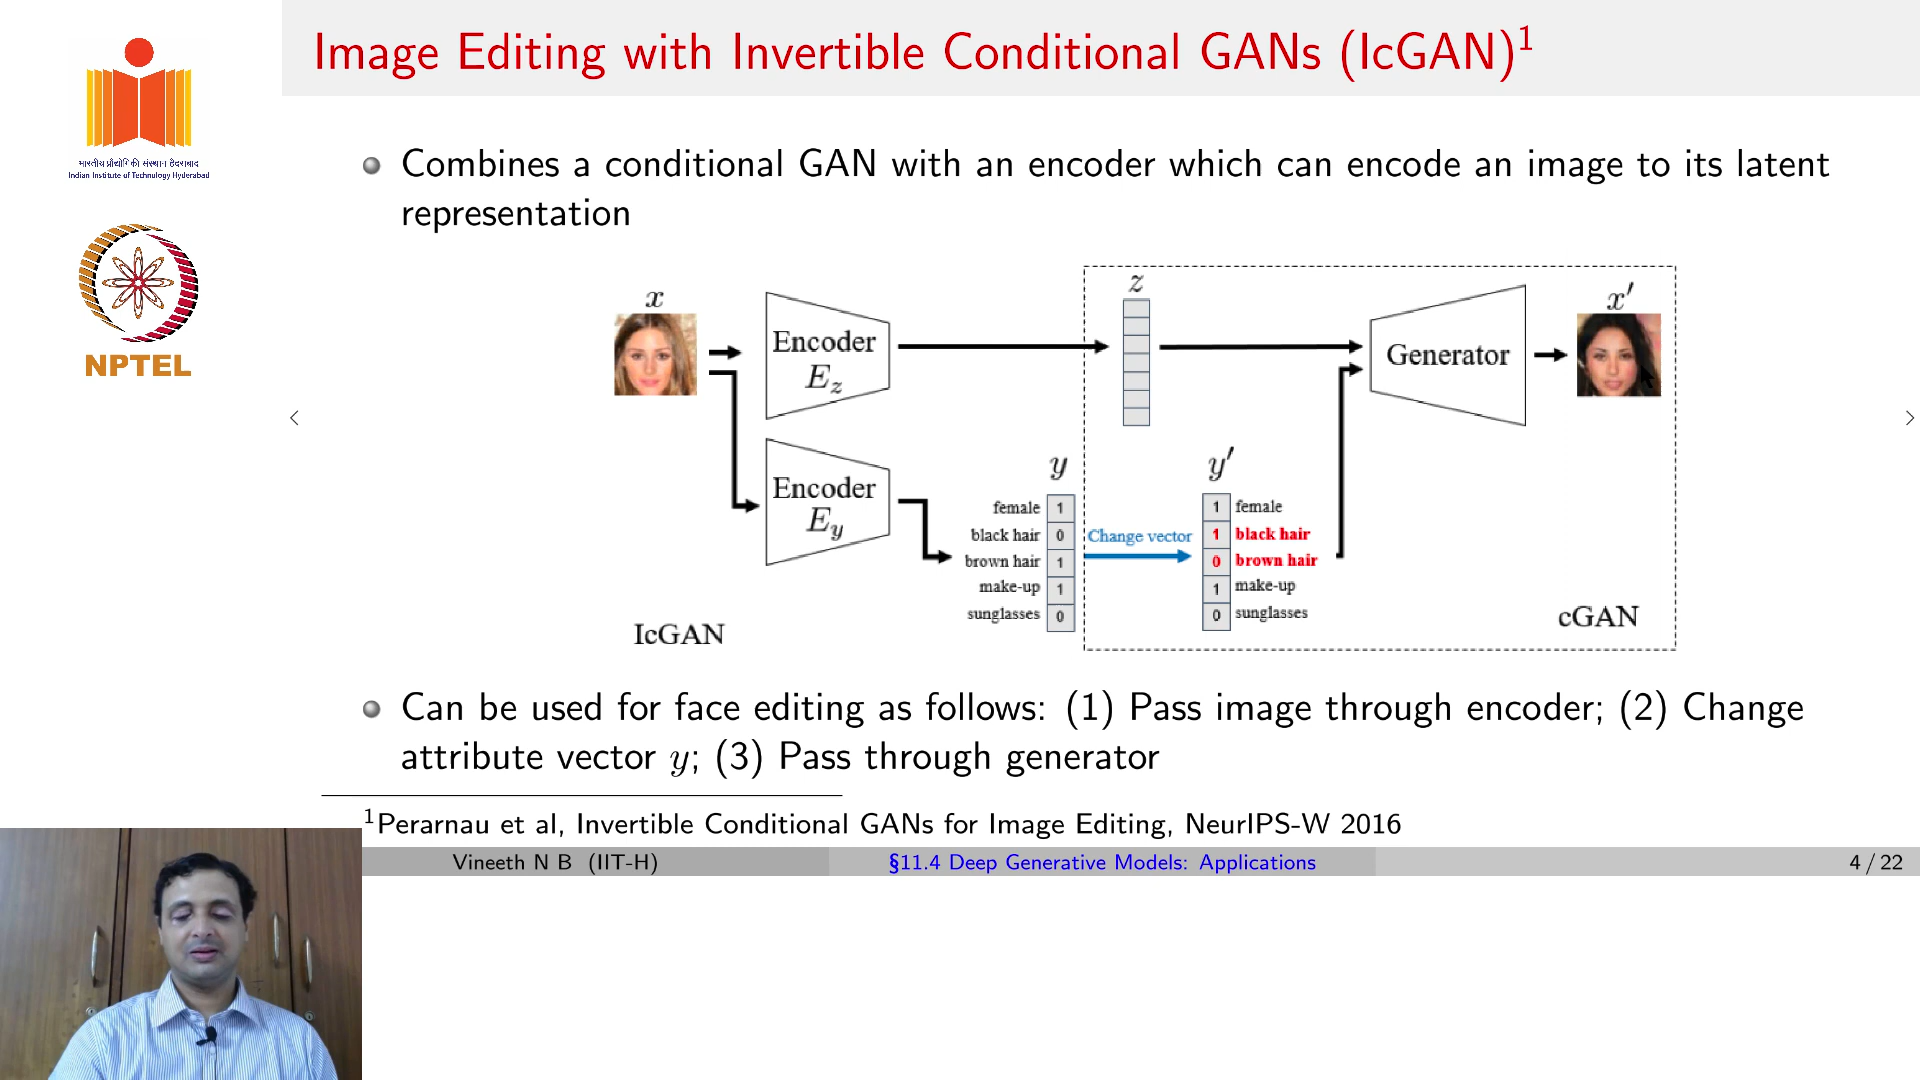 Image Editing with Invertible Conditional GANs (IcGAN)1
भारतीय प्रौद्योगिकी संस्थान हैदराबाद
Indian Institute of Technology Hyderabad
NPTEL
Combines a conditional GAN with an encoder which can encode an image to its latent
representation
x
Encoder
Ez
z
Generator
x′
Encoder
Ey
y
female 1
black hair 0
brown hair 1
make-up 1
sunglasses 0
Change vector
y′
1 female
1 black hair
0 brown hair
1 make-up
0 sunglasses
IcGAN
cGAN
Can be used for face editing as follows: (1) Pass image through encoder; (2) Change
attribute vector y; (3) Pass through generator
1Perarnau et al, Invertible Conditional GANs for Image Editing, NeurIPS-W 2016
Vineeth N B (IIT-H)
§11.4 Deep Generative Models: Applications
4 / 22